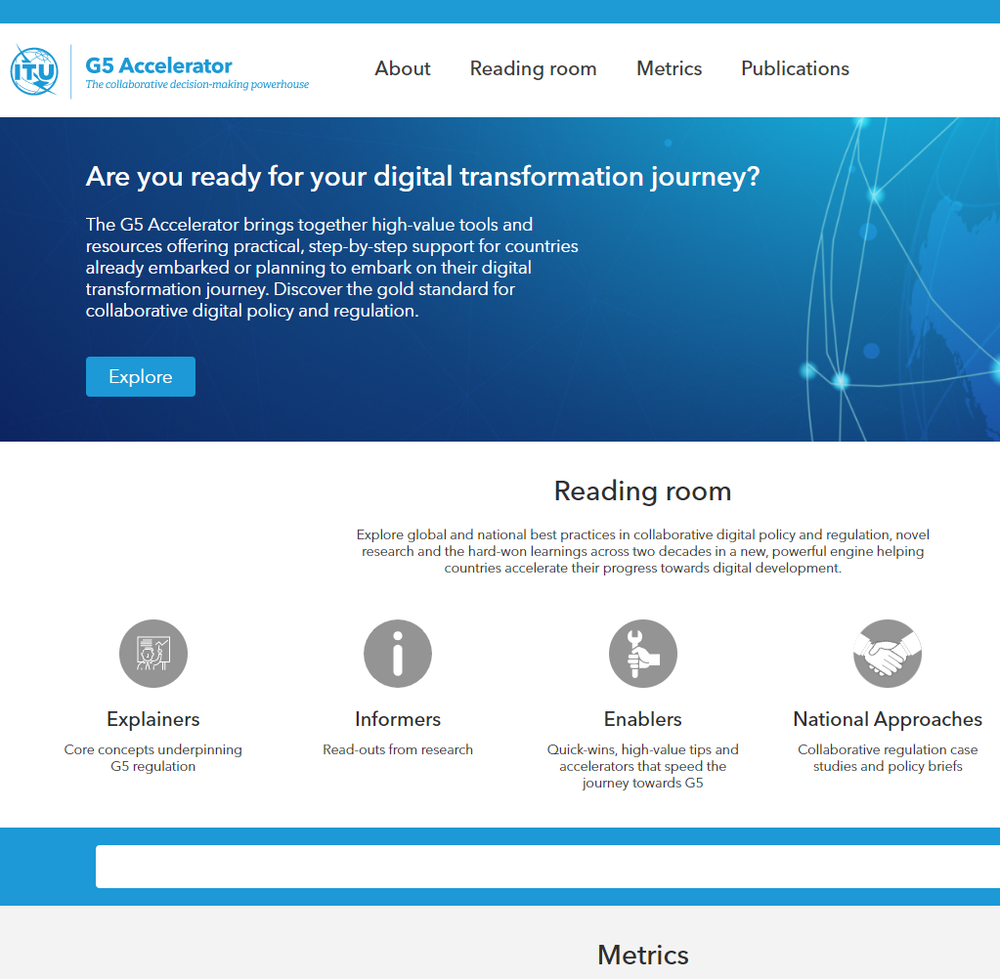 ITU
G5 Accelerator
The collaborative decision-making powerhouse
About
Reading room
Metrics
Publications
Are you ready for your digital transformation journey?
The G5 Accelerator brings together high-value tools and
resources offering practical, step-by-step support for countries
already embarked or planning to embark on their digital
transformation journey. Discover the gold standard for
collaborative digital policy and regulation.
Explore
Reading room
Explore global and national best practices in collaborative digital policy and regulation, novel
research and the hard-won learnings across two decades in a new, powerful engine helping
countries accelerate their progress towards digital development.
Explainers
Core concepts underpinning
G5 regulation
Informers
Read-outs from research
Enablers
Quick-wins, high-value tips and
accelerators that speed the
journey towards G5
National Approaches
Collaborative regulation case
studies and policy briefs
Metrics